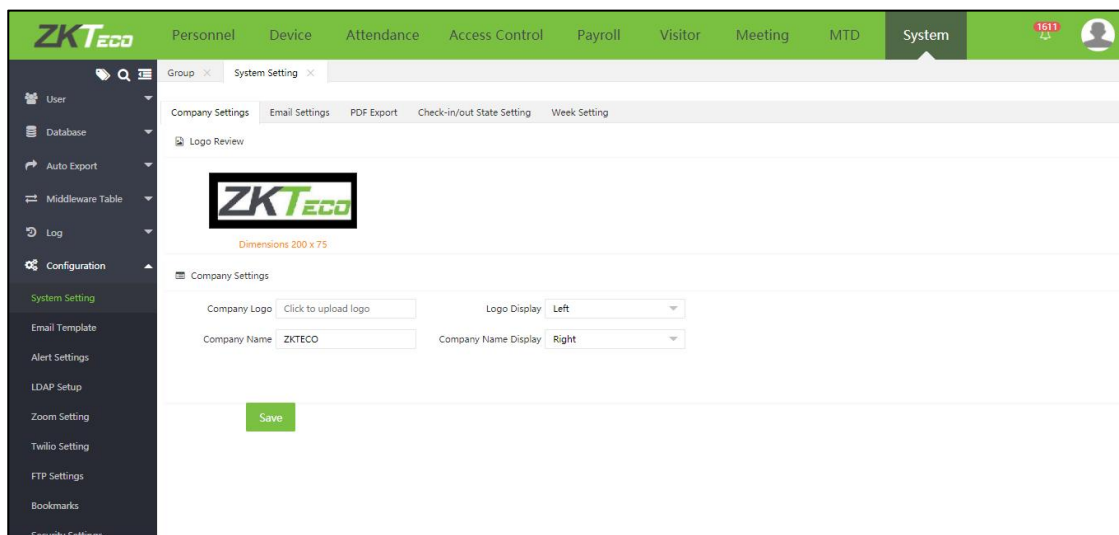 ZKTECO
Personnel Device Attendance Access Control Payroll Visitor Meeting MTD System 1611
Group × System Setting ×
User
Database
Auto Export
Middleware Table
Log
Configuration
System Setting
Email Template
Alert Settings
LDAP Setup
Zoom Setting
Twilio Setting
FTP Settings
Bookmarks
Security Settings
Company Settings Email Settings PDF Export Check-in/out State Setting Week Setting
Logo Review
ZKTECO
Dimensions 200 x 75
Company Settings
Company Logo Click to upload logo Logo Display Left
Company Name ZKTECO Company Name Display Right
Save